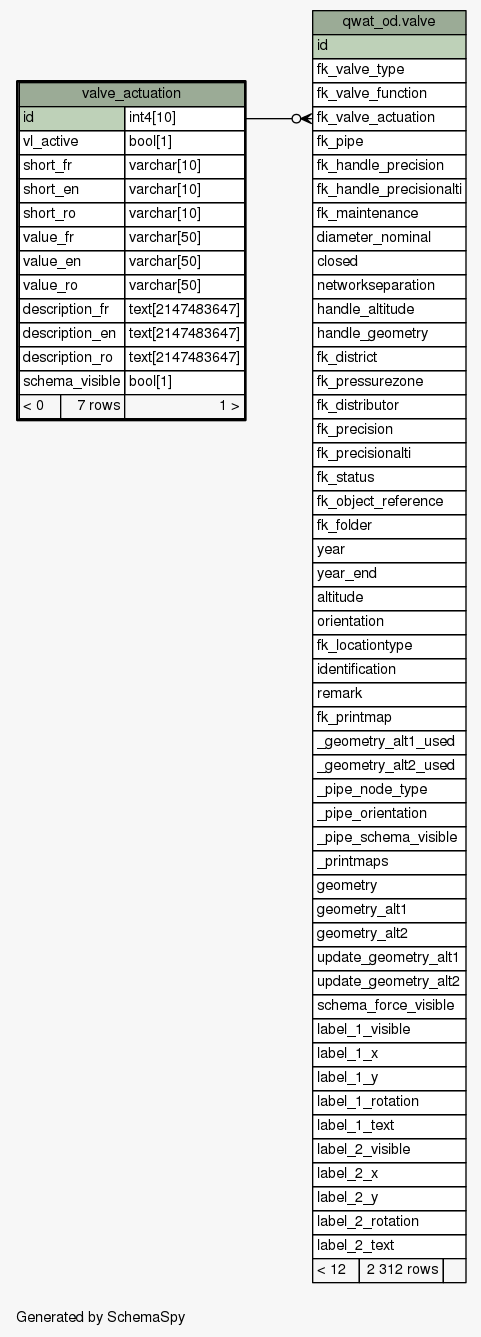 valve_actuation
id int4[10]
vl_active bool[1]
short_fr varchar[10]
short_en varchar[10]
short_ro varchar[10]
value_fr varchar[50]
value_en varchar[50]
value_ro varchar[50]
description_fr text[2147483647]
description_en text[2147483647]
description_ro text[2147483647]
schema_visible bool[1]
< 0 7 rows 1 >
qwat_od.valve
id
fk_valve_type
fk_valve_function
fk_valve_actuation
fk_pipe
fk_handle_precision
fk_handle_precisionalti
fk_maintenance
diameter_nominal
closed
networkseparation
handle_altitude
handle_geometry
fk_district
fk_pressurezone
fk_distributor
fk_precision
fk_precisionalti
fk_status
fk_object_reference
fk_folder
year
year_end
altitude
orientation
fk_locationtype
identification
remark
fk_printmap
_geometry_alt1_used
_geometry_alt2_used
_pipe_node_type
_pipe_orientation
_pipe_schema_visible
_printmaps
geometry
geometry_alt1
geometry_alt2
update_geometry_alt1
update_geometry_alt2
schema_force_visible
label_1_visible
label_1_x
label_1_y
label_1_rotation
label_1_text
label_2_visible
label_2_x
label_2_y
label_2_rotation
label_2_text
< 12 2 312 rows
Generated by SchemaSpy